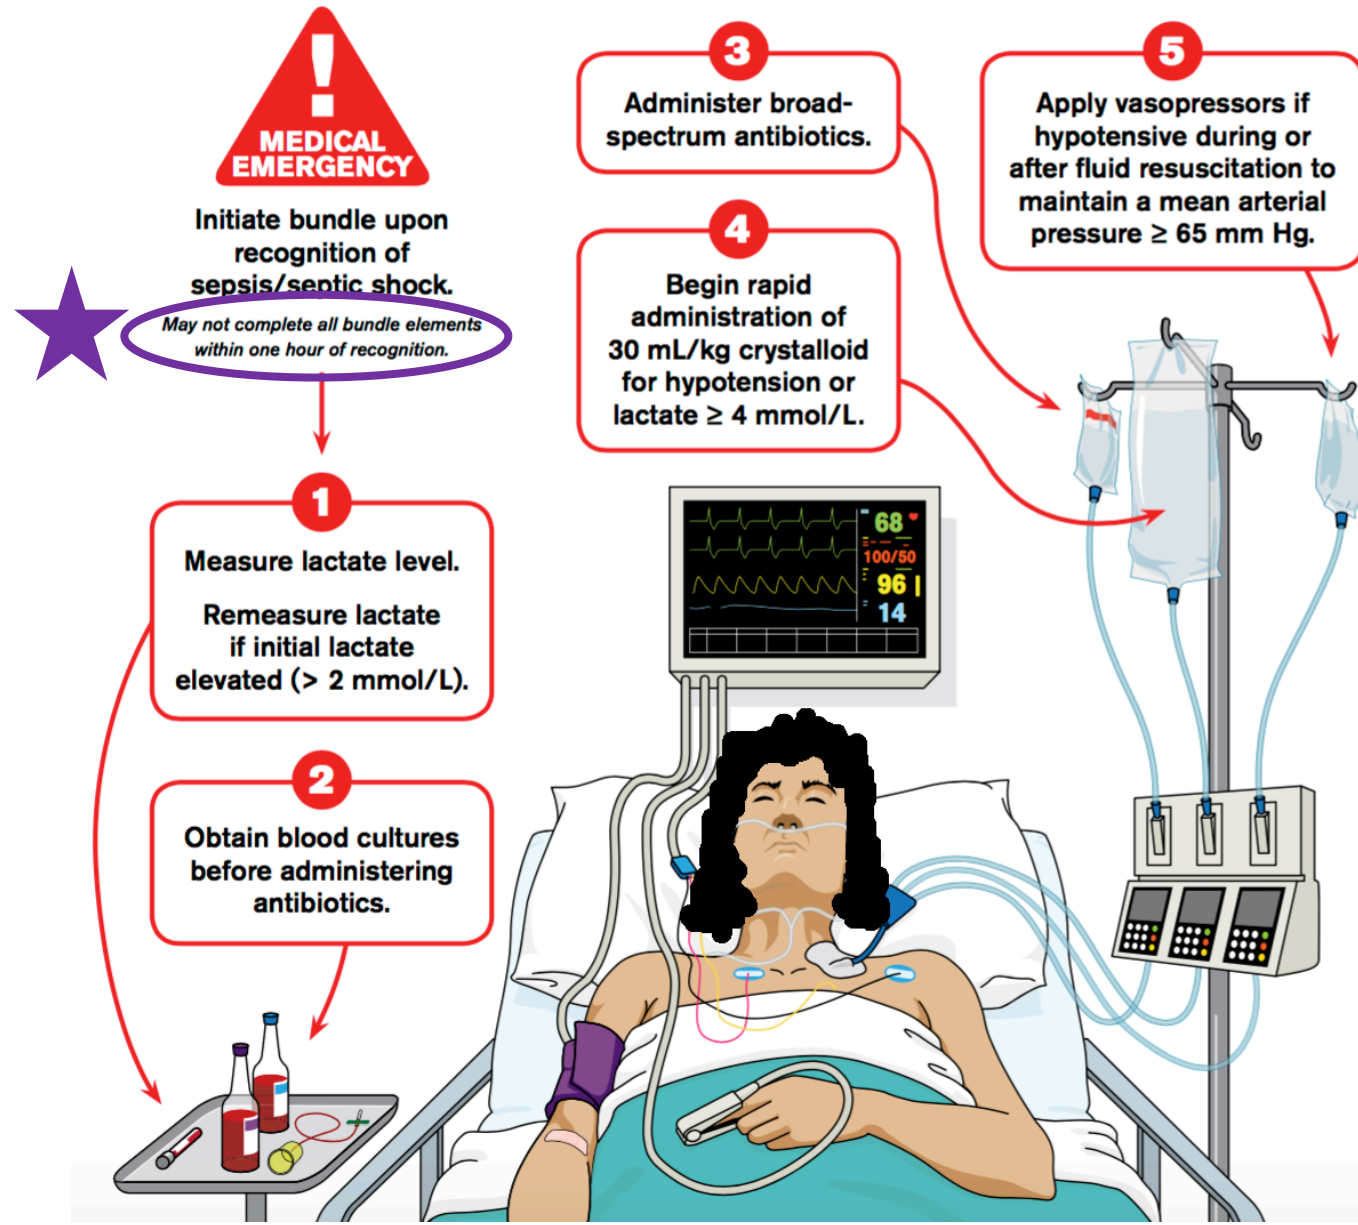 !
MEDICAL
EMERGENCY
Initiate bundle upon
recognition of
sepsis/septic shock.
May not complete all bundle elements
within one hour of recognition.
1
Measure lactate level.
Remeasure lactate
if initial lactate
elevated (> 2 mmol/L).
2
Obtain blood cultures
before administering
antibiotics.
3
Administer broad-
spectrum antibiotics.
4
Begin rapid
administration of
30 mL/kg crystalloid
for hypotension or
lactate ≥ 4 mmol/L.
5
Apply vasopressors if
hypotensive during or
after fluid resuscitation to
maintain a mean arterial
pressure ≥ 65 mm Hg.
68
100/50
96
14